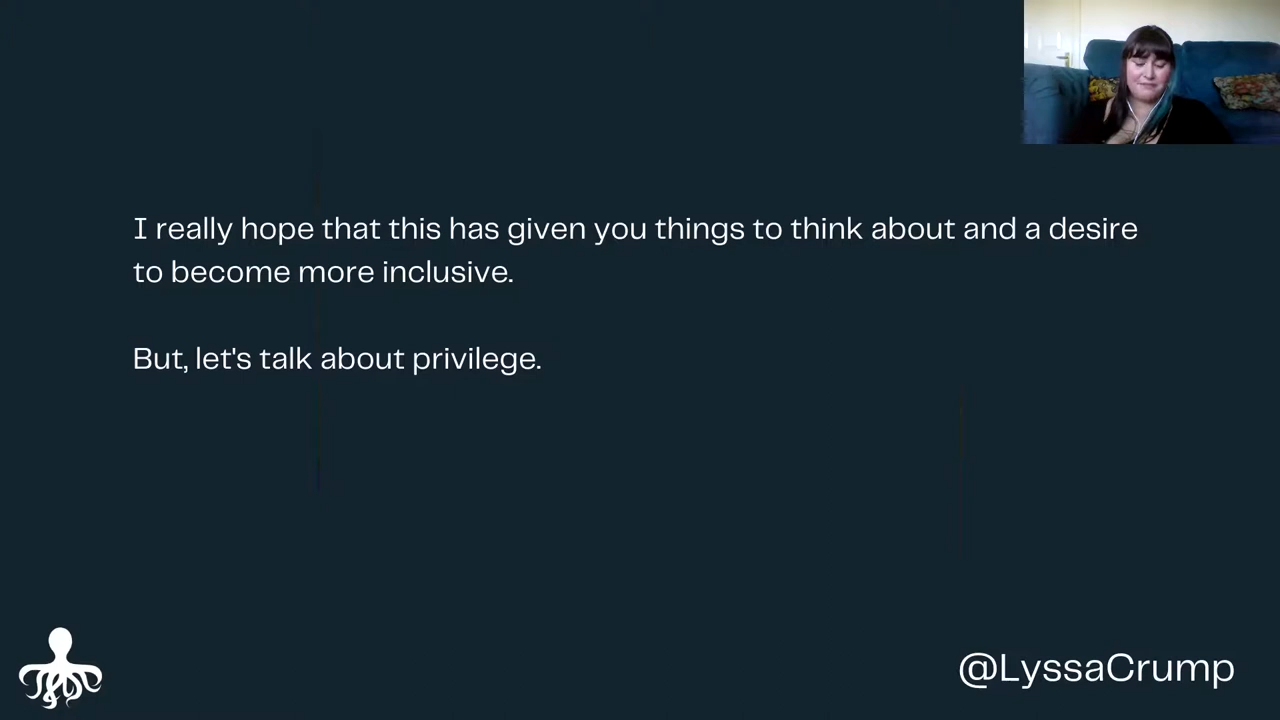 I really hope that this has given you things to think about and a desire
to become more inclusive.
But, let's talk about privilege.
@LyssaCrump